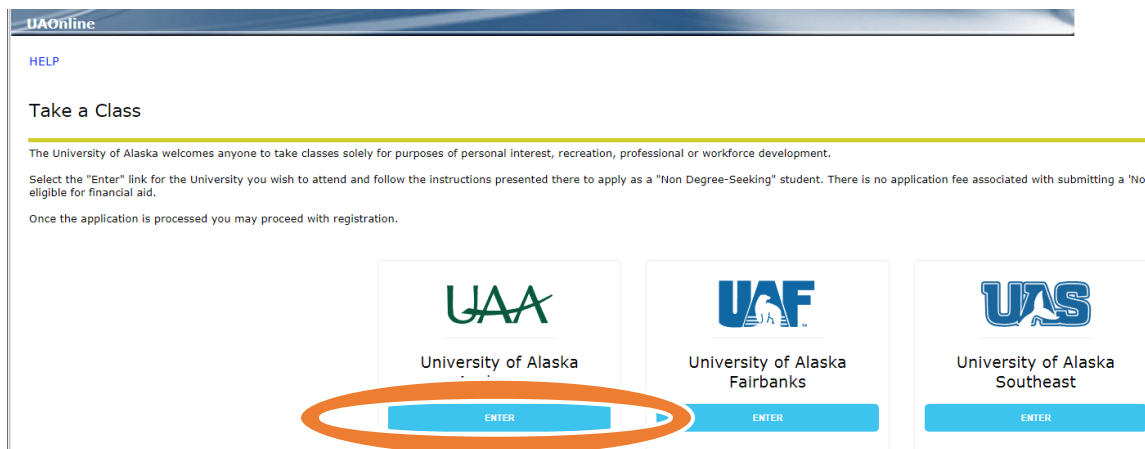 UAOnline
HELP
Take a Class
The University of Alaska welcomes anyone to take classes solely for purposes of personal interest, recreation, professional or workforce development.
Select the "Enter" link for the University you wish to attend and follow the instructions presented there to apply as a "Non Degree-Seeking" student. There is no application fee associated with submitting a 'No
eligible for financial aid.
Once the application is processed you may proceed with registration.
UAA
University of Alaska
ENTER
UAF
University of Alaska
Fairbanks
ENTER
UAS
University of Alaska
Southeast
ENTER